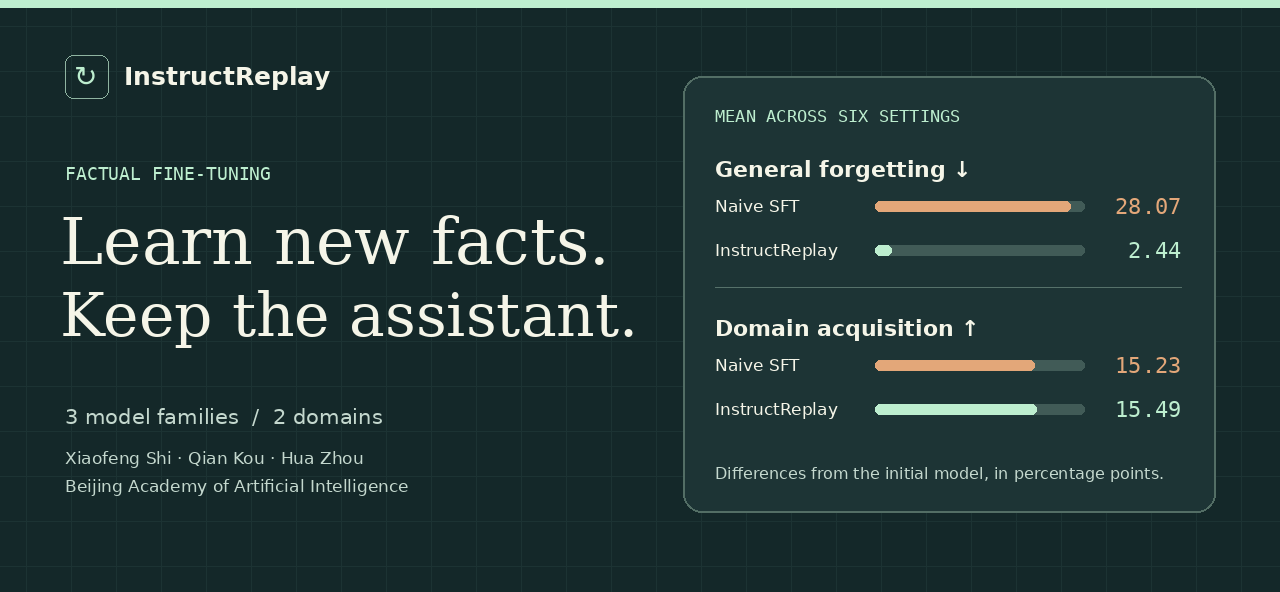 ↻ InstructReplay
FACTUAL FINE-TUNING
Learn new facts.
Keep the assistant.
3 model families / 2 domains
Xiaofeng Shi · Qian Kou · Hua Zhou
Beijing Academy of Artificial Intelligence
MEAN ACROSS SIX SETTINGS
General forgetting ↓
Naive SFT 28.07
InstructReplay 2.44
Domain acquisition ↑
Naive SFT 15.23
InstructReplay 15.49
Differences from the initial model, in percentage points.